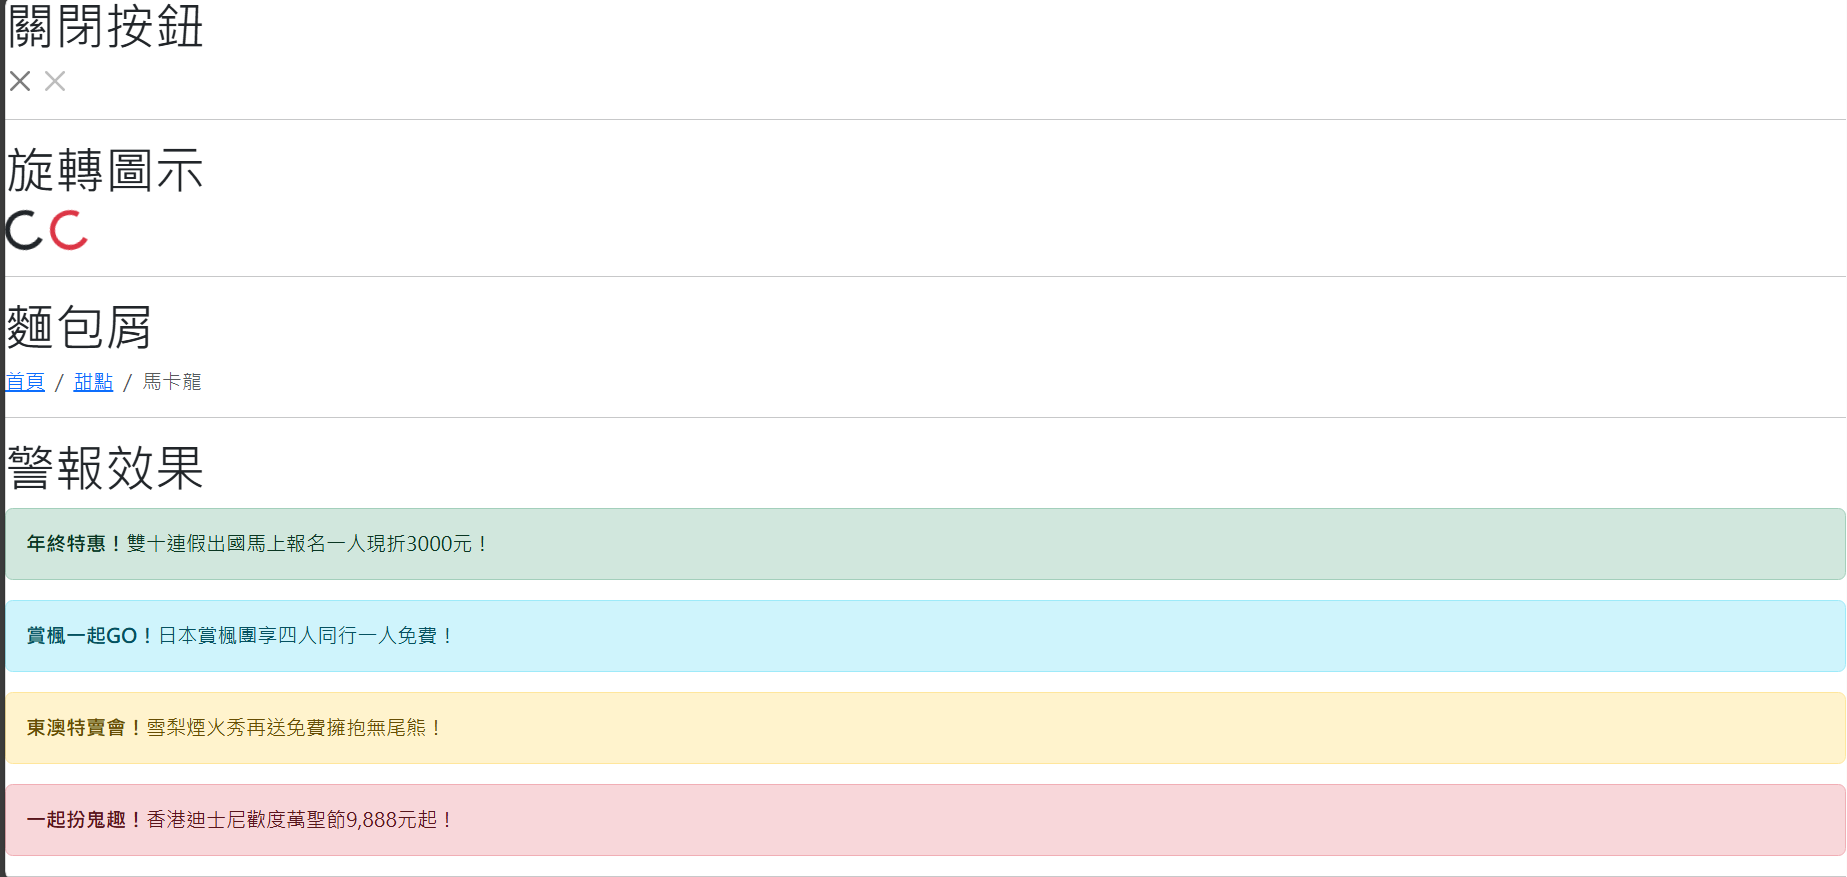 關閉按鈕
旋轉圖示
麵包屑
首頁 / 甜點 / 馬卡龍
警報效果
年終特惠！雙十連假出國馬上報名一人現折3000元！
賞楓一起GO！日本賞楓團享四人同行一人免費！
東澳特賣會！雪梨煙火秀再送免費擁抱無尾熊！
一起扮鬼趣！香港迪士尼歡度萬聖節9,888元起！